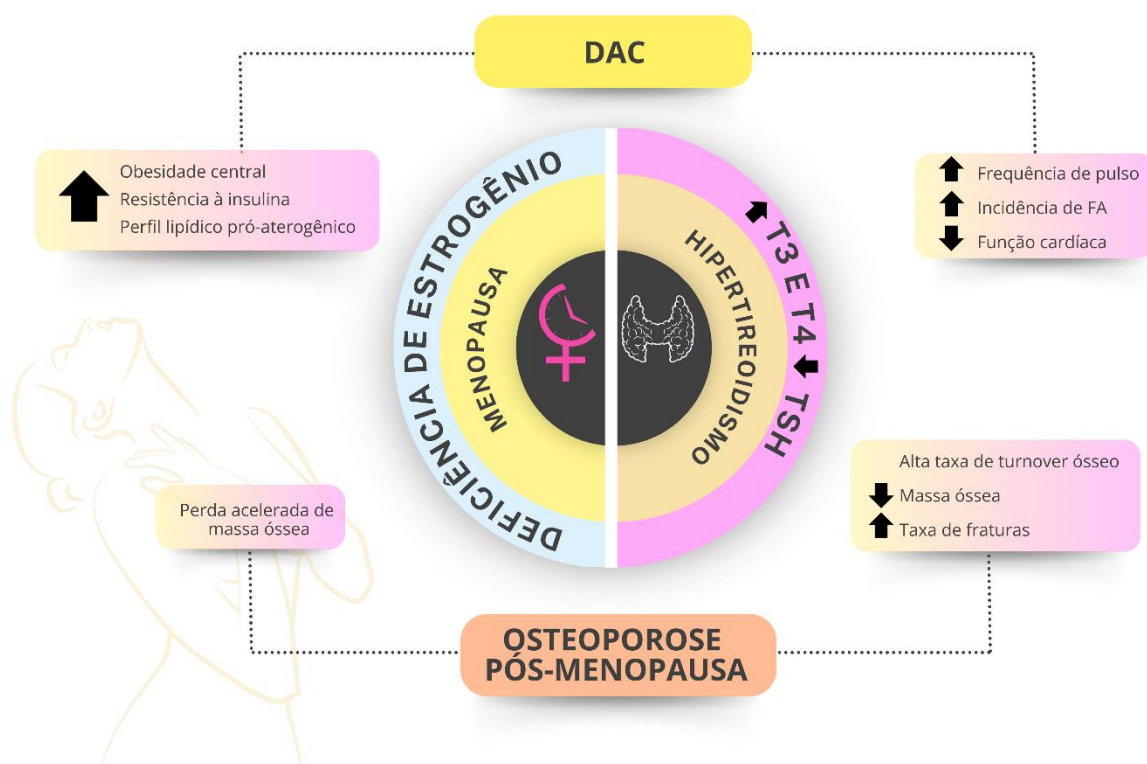 DAC
Obesidade central
Resistência à insulina
Perfil lipídico pró-aterogênico
Frequência de pulso
Incidência de FA
Função cardíaca
DEFICIÊNCIA DE ESTROGÊNIO
MENOPAUSA
HIPERTIREOIDISMO
T3 E T4
TSH
Perda acelerada de
massa óssea
Alta taxa de turnover ósseo
Massa óssea
Taxa de fraturas
OSTEOPOROSE
PÓS-MENOPAUSA